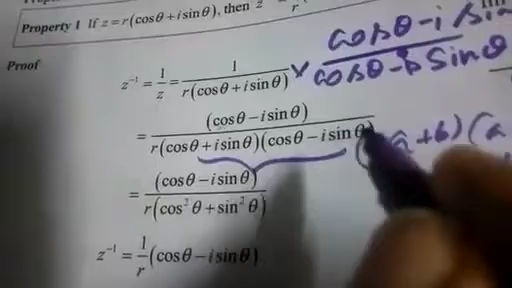 Property 1 If z = r(cosθ + i sinθ), then z
r
Proof
z⁻¹ = 1/z = 1/(r(cosθ + i sinθ)) × (cosθ - i sin)/(cosθ - i sinθ)
= (cosθ - i sinθ)/(r(cosθ + i sinθ)(cosθ - i sinθ)) (a+b)(a
= (cosθ - i sinθ)/(r(cos²θ + sin²θ))
z⁻¹ = 1/r (cosθ - i sinθ).